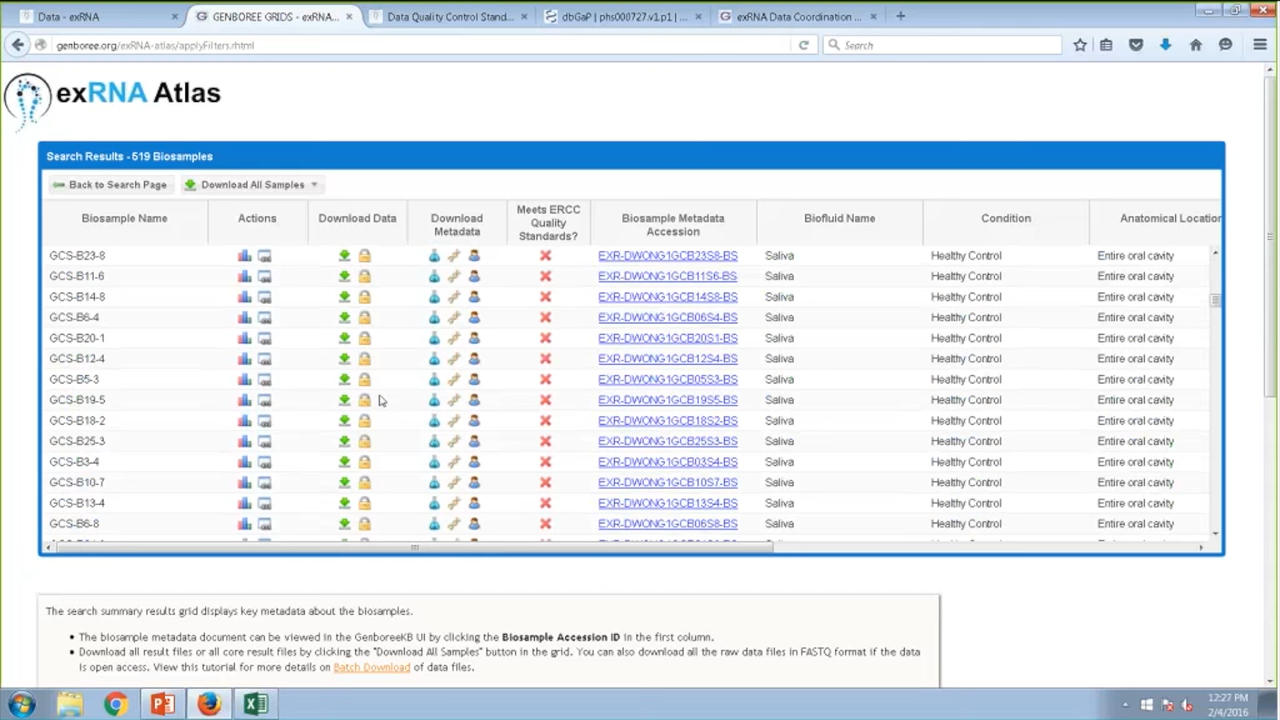 Data - exRNA
GENBOREE GRIDS - exRNA...
Data Quality Control Stand...
dbGaP | phs000727.v1.p1 | ...
exRNA Data Coordination ...
genboree.org/exRNA-atlas/applyFilters.rhtml
Search
exRNA Atlas
Search Results - 519 Biosamples
Back to Search Page
Download All Samples
Biosample Name Actions Download Data Download Metadata Meets ERCC Quality Standards? Biosample Metadata Accession Biofluid Name Condition Anatomical Location
GCS-B23-8 EXR-DWONG1GCB23S8-BS Saliva Healthy Control Entire oral cavity
GCS-B11-6 EXR-DWONG1GCB11S6-BS Saliva Healthy Control Entire oral cavity
GCS-B14-8 EXR-DWONG1GCB14S8-BS Saliva Healthy Control Entire oral cavity
GCS-B6-4 EXR-DWONG1GCB06S4-BS Saliva Healthy Control Entire oral cavity
GCS-B20-1 EXR-DWONG1GCB20S1-BS Saliva Healthy Control Entire oral cavity
GCS-B12-4 EXR-DWONG1GCB12S4-BS Saliva Healthy Control Entire oral cavity
GCS-B5-3 EXR-DWONG1GCB05S3-BS Saliva Healthy Control Entire oral cavity
GCS-B19-5 EXR-DWONG1GCB19S5-BS Saliva Healthy Control Entire oral cavity
GCS-B18-2 EXR-DWONG1GCB18S2-BS Saliva Healthy Control Entire oral cavity
GCS-B25-3 EXR-DWONG1GCB25S3-BS Saliva Healthy Control Entire oral cavity
GCS-B3-4 EXR-DWONG1GCB03S4-BS Saliva Healthy Control Entire oral cavity
GCS-B10-7 EXR-DWONG1GCB10S7-BS Saliva Healthy Control Entire oral cavity
GCS-B13-4 EXR-DWONG1GCB13S4-BS Saliva Healthy Control Entire oral cavity
GCS-B6-8 EXR-DWONG1GCB06S8-BS Saliva Healthy Control Entire oral cavity
The search summary results grid displays key metadata about the biosamples.
• The biosample metadata document can be viewed in the GenboreeKB UI by clicking the Biosample Accession ID in the first column.
• Download all result files or all core result files by clicking the "Download All Samples" button in the grid. You can also download all the raw data files in FASTQ format if the data
is open access. View this tutorial for more details on Batch Download of data files.
12:27 PM
2/4/2016